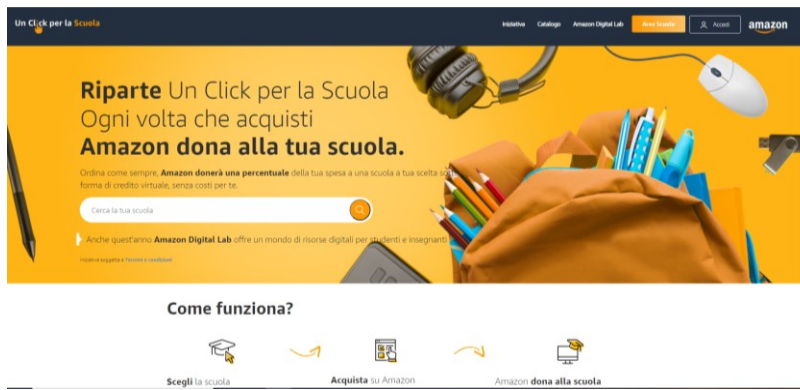 Un Click per la Scuola
Iniziativa Catalogo Amazon Digital Lab Area Scuole Accedi amazon
Riparte Un Click per la Scuola
Ogni volta che acquisti
Amazon dona alla tua scuola.
Ordina come sempre, Amazon donerà una percentuale della tua spesa a una scuola a tua scelta sotto
forma di credito virtuale, senza costi per te.
Cerca la tua scuola
Anche quest'anno Amazon Digital Lab offre un mondo di risorse digitali per studenti e insegnanti
Iniziativa soggetta a Termini e condizioni
Come funziona?
Scegli la scuola
Acquista su Amazon
Amazon dona alla scuola